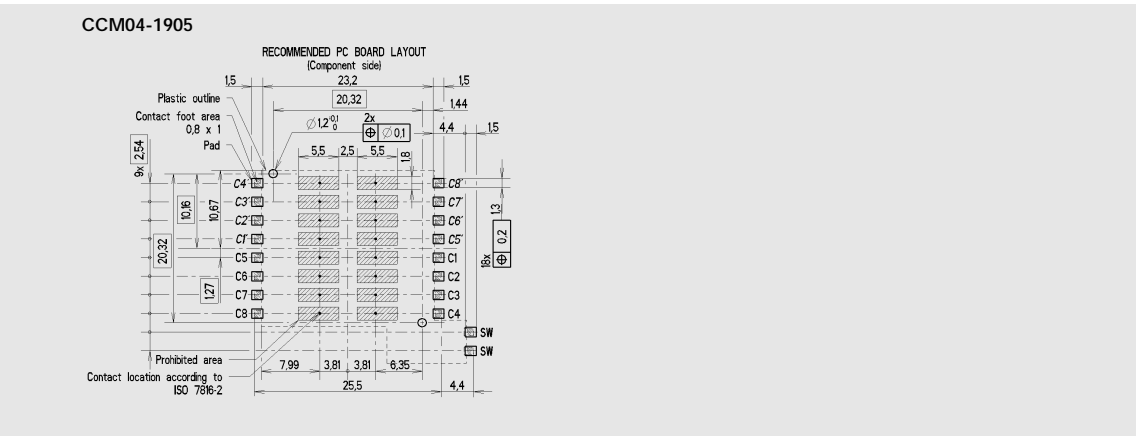 CCM04-1905
RECOMMENDED PC BOARD LAYOUT
(Component side)
1,5 23,2 1,5
Plastic outline 20,32 1,44
Contact foot area
0,8 x 1
Ø1,2 -0,1 0 2x
⌖ Ø 0,1 4,4 1,5
Pad
5,5 2,5 5,5 1,8
9x 2,54
C4´ C8´
C3´ C7´
C2´ C6´
C1´ C5´
C5 C1
C6 C2
C7 C3
C8 C4
10,16 10,67
20,32
1,27
1,3
18x ⌖ 0,2
SW
SW
Prohibited area
7,99 3,81 3,81 6,35
Contact location according to
ISO 7816-2
25,5 4,4